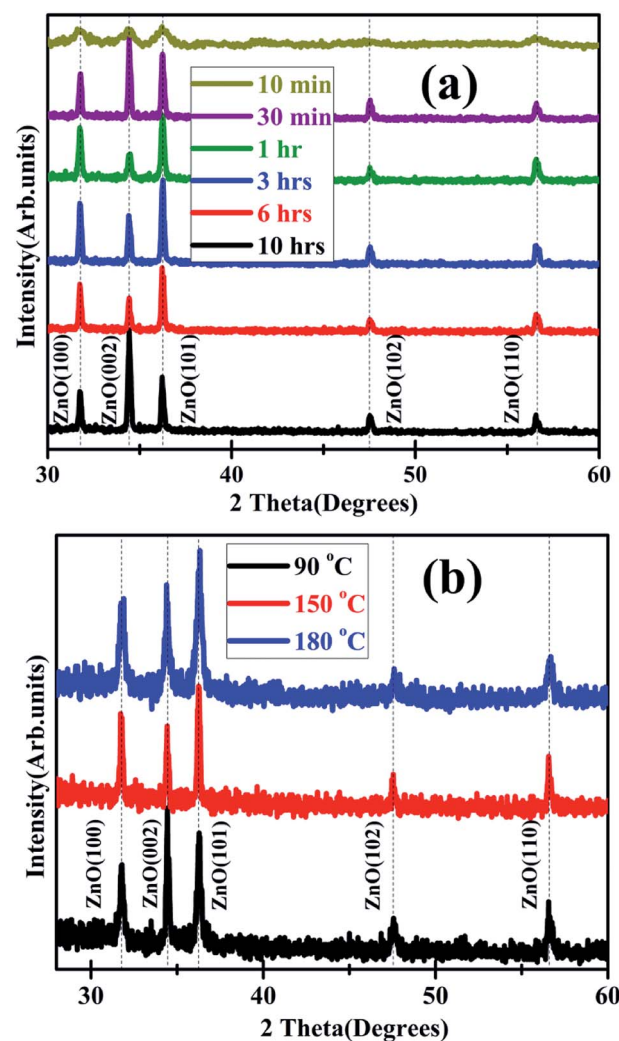 (a)
10 min
30 min
1 hr
3 hrs
6 hrs
10 hrs
Intensity(Arb.units)
ZnO(100)
ZnO(002)
ZnO(101)
ZnO(102)
ZnO(110)
30 40 50 60
2 Theta(Degrees)
(b)
90 °C
150 °C
180 °C
Intensity(Arb.units)
ZnO(100)
ZnO(002)
ZnO(101)
ZnO(102)
ZnO(110)
30 40 50 60
2 Theta(Degrees)